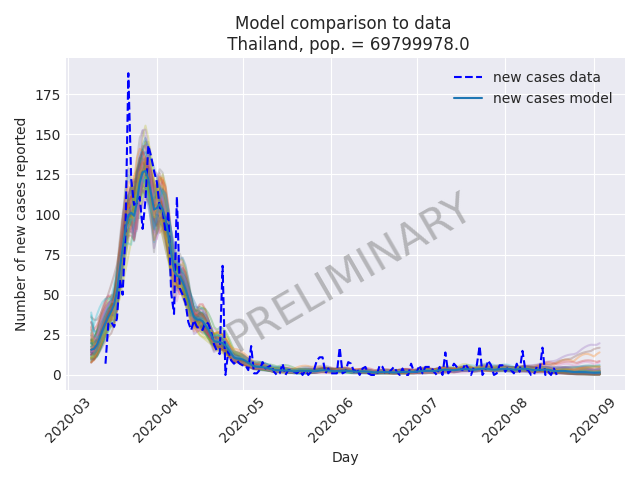 Model comparison to data
Thailand, pop. = 69799978.0
new cases data
new cases model
Number of new cases reported
175
150
125
100
75
50
25
0
PRELIMINARY
2020-03
2020-04
2020-05
2020-06
2020-07
2020-08
2020-09
Day